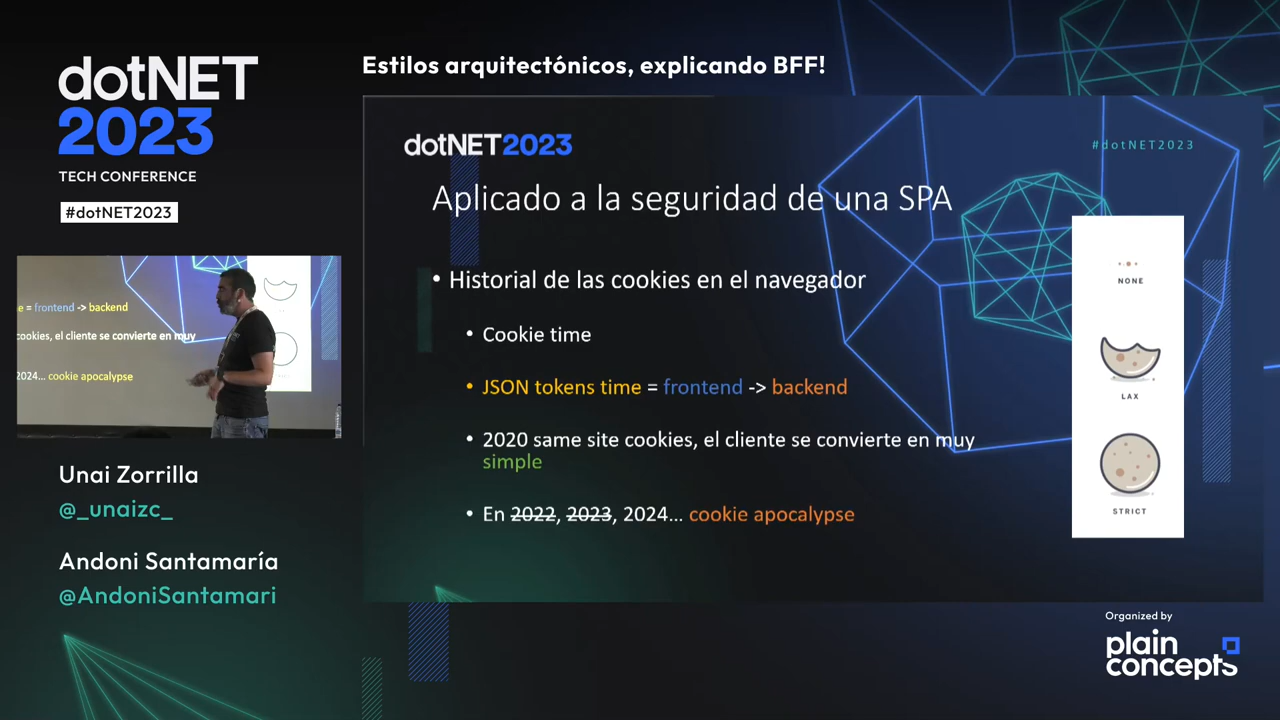 dotNET
2023
TECH CONFERENCE
#dotNET2023
Estilos arquitectónicos, explicando BFF!
dotNET2023
#dotNET2023
Aplicado a la seguridad de una SPA
• Historial de las cookies en el navegador
• Cookie time
• JSON tokens time = frontend -> backend
• 2020 same site cookies, el cliente se convierte en muy
simple
• En 2022, 2023, 2024... cookie apocalypse
NONE
LAX
STRICT
e = frontend -> backend
cookies, el cliente se convierte en muy
2024... cookie apocalypse
Unai Zorrilla
@_unaizc_
Andoni Santamaría
@AndoniSantamari
Organized by
plain
concepts